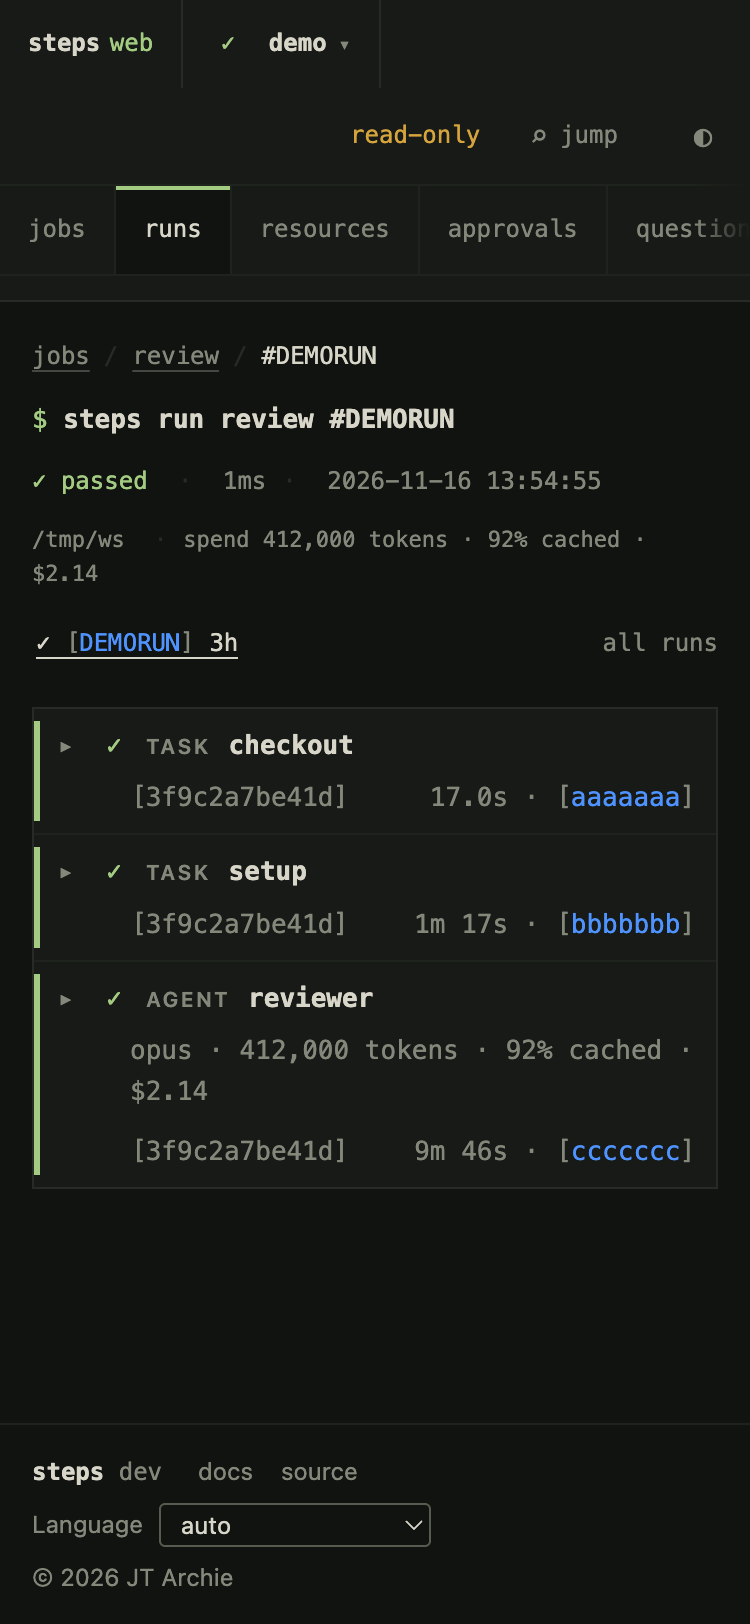 steps web ✓ demo ▾
read-only ⌕ jump ◐
jobs runs resources approvals question
jobs / review / #DEMORUN
$ steps run review #DEMORUN
✓ passed · 1ms · 2026-11-16 13:54:55
/tmp/ws · spend 412,000 tokens · 92% cached ·
$2.14
✓ [DEMORUN] 3h all runs
▸ ✓ TASK checkout
[3f9c2a7be41d] 17.0s · [aaaaaaa]
▸ ✓ TASK setup
[3f9c2a7be41d] 1m 17s · [bbbbbbb]
▸ ✓ AGENT reviewer
opus · 412,000 tokens · 92% cached ·
$2.14
[3f9c2a7be41d] 9m 46s · [ccccccc]
steps dev docs source
Language auto
© 2026 JT Archie